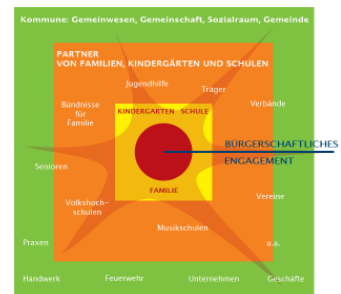 Kommune: Gemeinwesen, Gemeinschaft, Sozialraum, Gemeinde
PARTNER
VON FAMILIEN, KINDERGÄRTEN UND SCHULEN
Jugendhilfe
Träger
Bündnisse
für
Familie
Verbände
KINDERGARTEN SCHULE
BÜRGERSCHAFTLICHES
ENGAGEMENT
Senioren
FAMILIE
Volkshoch-
schulen
Vereine
Musikschulen
Praxen
u.a.
Handwerk
Feuerwehr
Unternehmen
Geschäfte